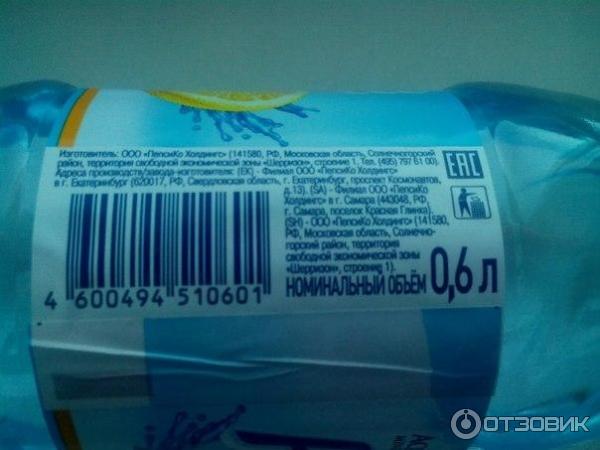 Изготовитель: ООО «ПепсиКо Холдингс» (141580, РФ, Московская область, Солнечногорский
район, территория свободной экономической зоны «Шерризон», строение 1. Тел. (495) 797 61 00).
Адреса производств/завода-изготовителя: (EK) - Филиал ООО «ПепсиКо Холдингс»
в г. Екатеринбург (620017, РФ, Свердловская область, г. Екатеринбург, проспект Космонавтов,
д.13). (SA) - Филиал ООО «ПепсиКо
Холдингс» в г. Самара (443048, РФ,
г. Самара, поселок Красная Глинка).
(SH) - ООО «ПепсиКо Холдингс» (141580,
РФ, Московская область, Солнечно-
горский район, территория
свободной экономической зоны
«Шерризон», строение 1).
EAC
4 600494 510601
НОМИНАЛЬНЫЙ ОБЪЁМ 0,6 л
ОТЗОВИК